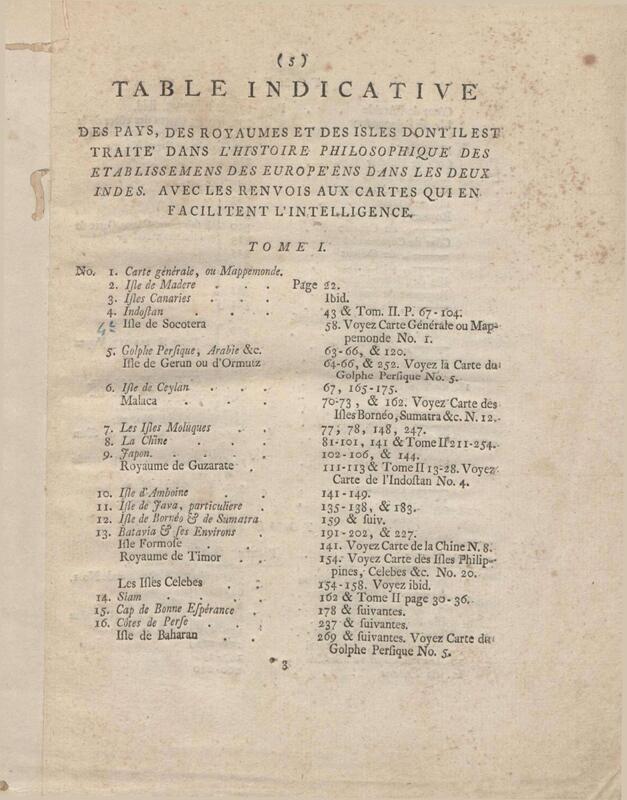 (5)
TABLE INDICATIVE
DES PAYS, DES ROYAUMES ET DES ISLES DONT IL EST
TRAITE' DANS L'HISTOIRE PHILOSOPHIQUE DES
ETABLISSEMENS DES EUROPE'ENS DANS LES DEUX
INDES. AVEC LES RENVOIS AUX CARTES QUI EN
FACILITENT L'INTELLIGENCE.
TOME I.
No. 1. Carte générale, ou Mappemonde.
2. Iſle de Madere . . . Page 22.
3. Iſles Canaries . . . Ibid.
4. Indoſtan . . . . 43 & Tom. II. P. 67-104.
Iſle de Socotera 58. Voyez Carte Générale ou Map-
pemonde No. 1.
5. Golphe Perſique, Arabie &c. 63-66, & 120.
Iſle de Gerun ou d'Ormutz 64-66, & 252. Voyez la Carte du
Golphe Perſique No. 5.
6. Iſle de Ceylan . . . 67, 165-175.
Malaca . . . 70-73, & 162. Voyez Carte des
Iſles Bornéo, Sumatra &c. N. 12.
7. Les Iſles Moluques . . 77, 78, 148, 247.
8. La Chine . . . 81-101, 141 & Tome II 211-254.
9. Japon. . . . . 102-106, & 144.
Royaume de Guzarate . . 111-113 & Tome II 13-28. Voyez
Carte de l'Indoſtan No. 4.
10. Iſle d'Amboine . . 141-149.
11. Iſle de Java, particuliere . 135-138, & 183.
12. Iſle de Bornéo & de Sumatra 159 & ſuiv.
13. Batavia & ſes Environs . 191-202, & 227.
Iſle Formoſe . . 141. Voyez Carte de la Chine N. 8.
Royaume de Timor . . 154. Voyez Carte des Iſles Philip-
pines, Celebes &c. No. 20.
Les Iſles Celebes . . 154-158. Voyez ibid.
14. Siam . . . . 162 & Tome II page 30-36.
15. Cap de Bonne Eſpérance . 178 & ſuivantes.
16. Côtes de Perſe . . 237 & ſuivantes.
Iſle de Baharan . . 269 & ſuivantes. Voyez Carte du
Golphe Perſique No. 5.
* 3